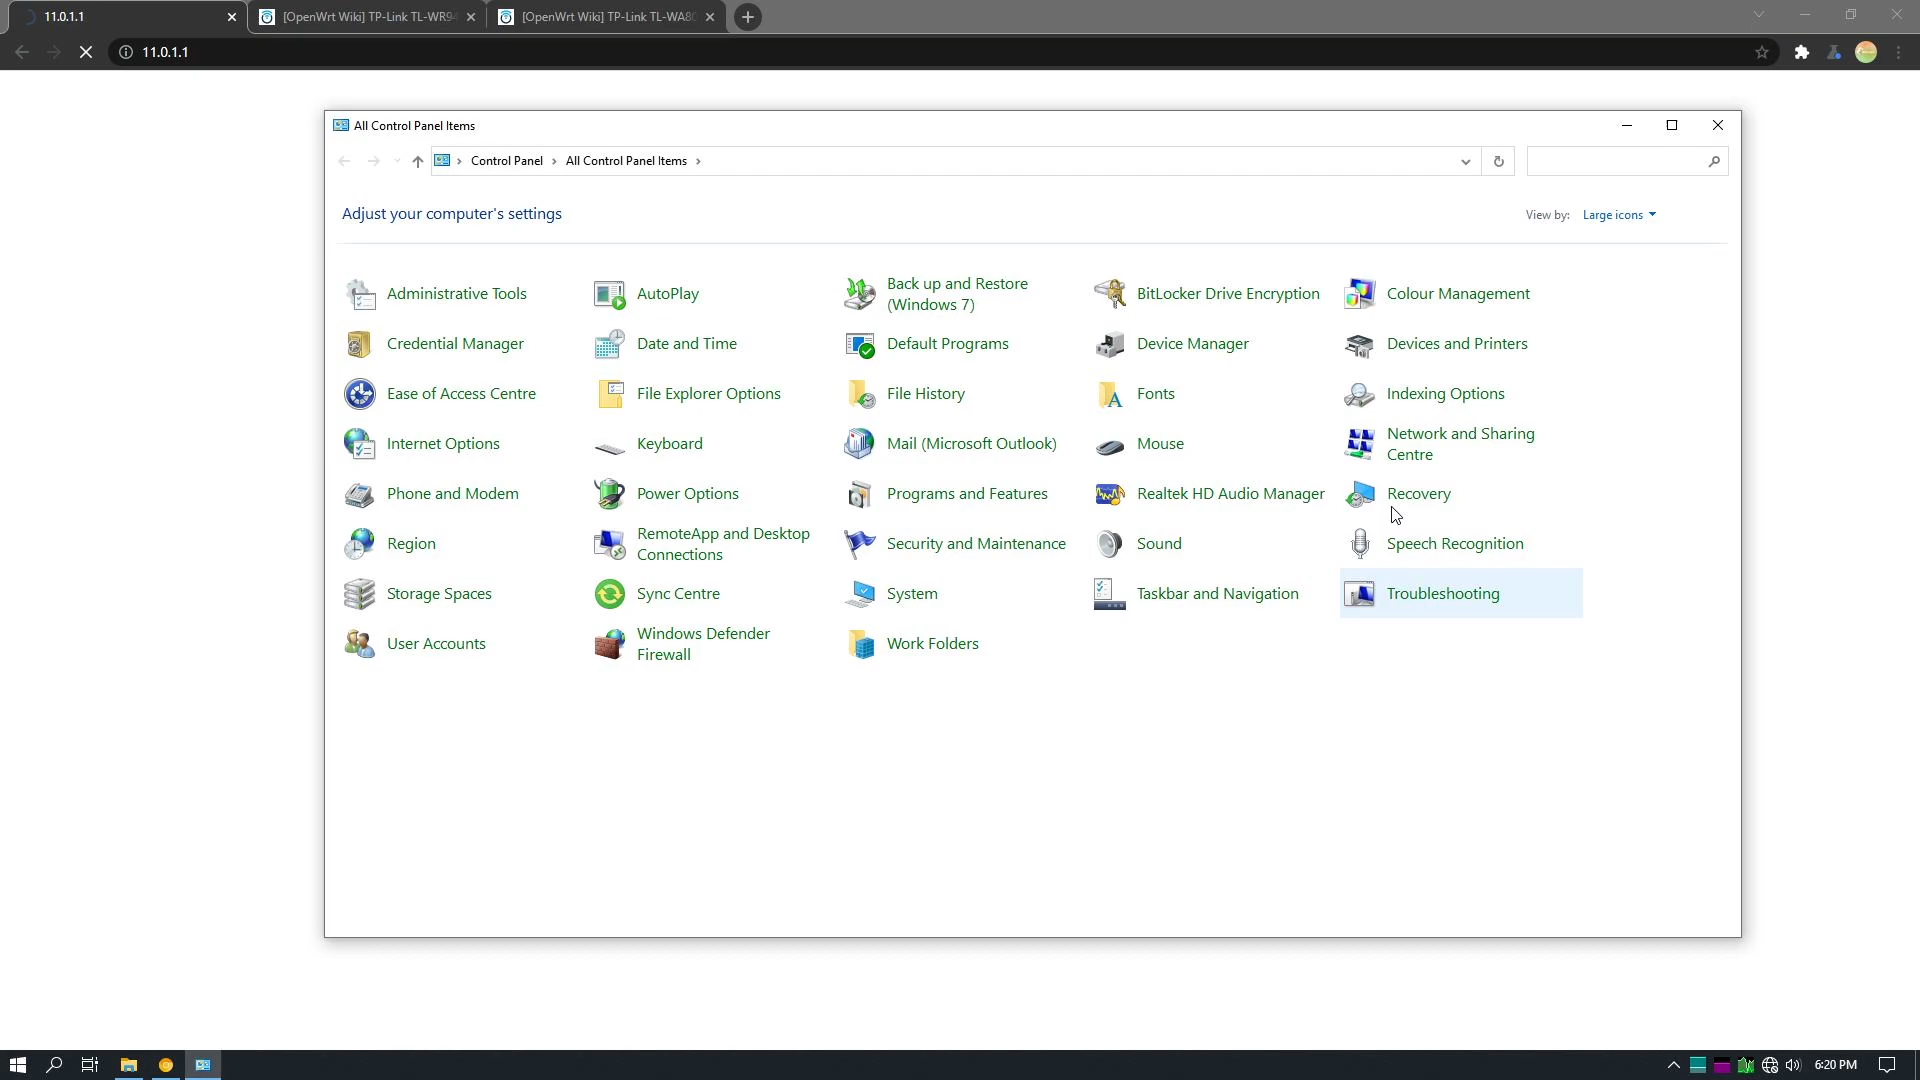 11.0.1.1
[OpenWrt Wiki] TP-Link TL-WR94
[OpenWrt Wiki] TP-Link TL-WA80
11.0.1.1
All Control Panel Items
Control Panel > All Control Panel Items >
Adjust your computer's settings
View by: Large icons
Administrative Tools
AutoPlay
Back up and Restore
(Windows 7)
BitLocker Drive Encryption
Colour Management
Credential Manager
Date and Time
Default Programs
Device Manager
Devices and Printers
Ease of Access Centre
File Explorer Options
File History
Fonts
Indexing Options
Internet Options
Keyboard
Mail (Microsoft Outlook)
Mouse
Network and Sharing
Centre
Phone and Modem
Power Options
Programs and Features
Realtek HD Audio Manager
Recovery
Region
RemoteApp and Desktop
Connections
Security and Maintenance
Sound
Speech Recognition
Storage Spaces
Sync Centre
System
Taskbar and Navigation
Troubleshooting
User Accounts
Windows Defender
Firewall
Work Folders
6:20 PM